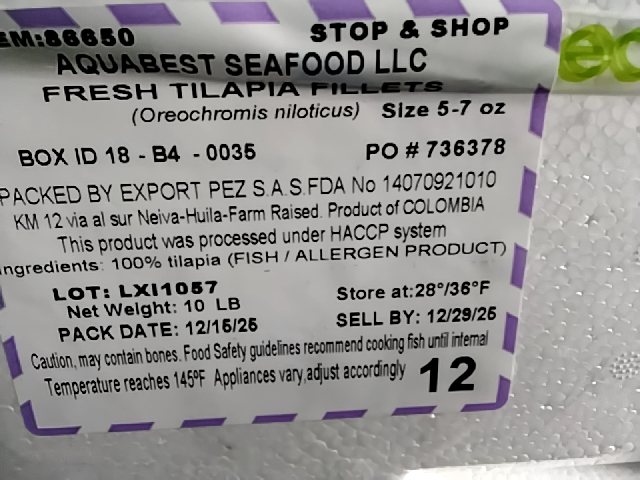 EM:86650 STOP & SHOP
AQUABEST SEAFOOD LLC
FRESH TILAPIA FILLETS
(Oreochromis niloticus) Size 5-7 oz
BOX ID 18 - B4 - 0035 PO # 736378
PACKED BY EXPORT PEZ S.A.S.FDA No 14070921010
KM 12 via al sur Neiva-Huila-Farm Raised. Product of COLOMBIA
This product was processed under HACCP system
ngredients: 100% tilapia (FISH / ALLERGEN PRODUCT)
LOT: LXI1057 Store at:28°/36°F
Net Weight: 10 LB
PACK DATE: 12/15/25 SELL BY: 12/29/25
Caution, may contain bones. Food Safety guidelines recommend cooking fish until internal
Temperature reaches 145ºF Appliances vary,adjust accordingly 12